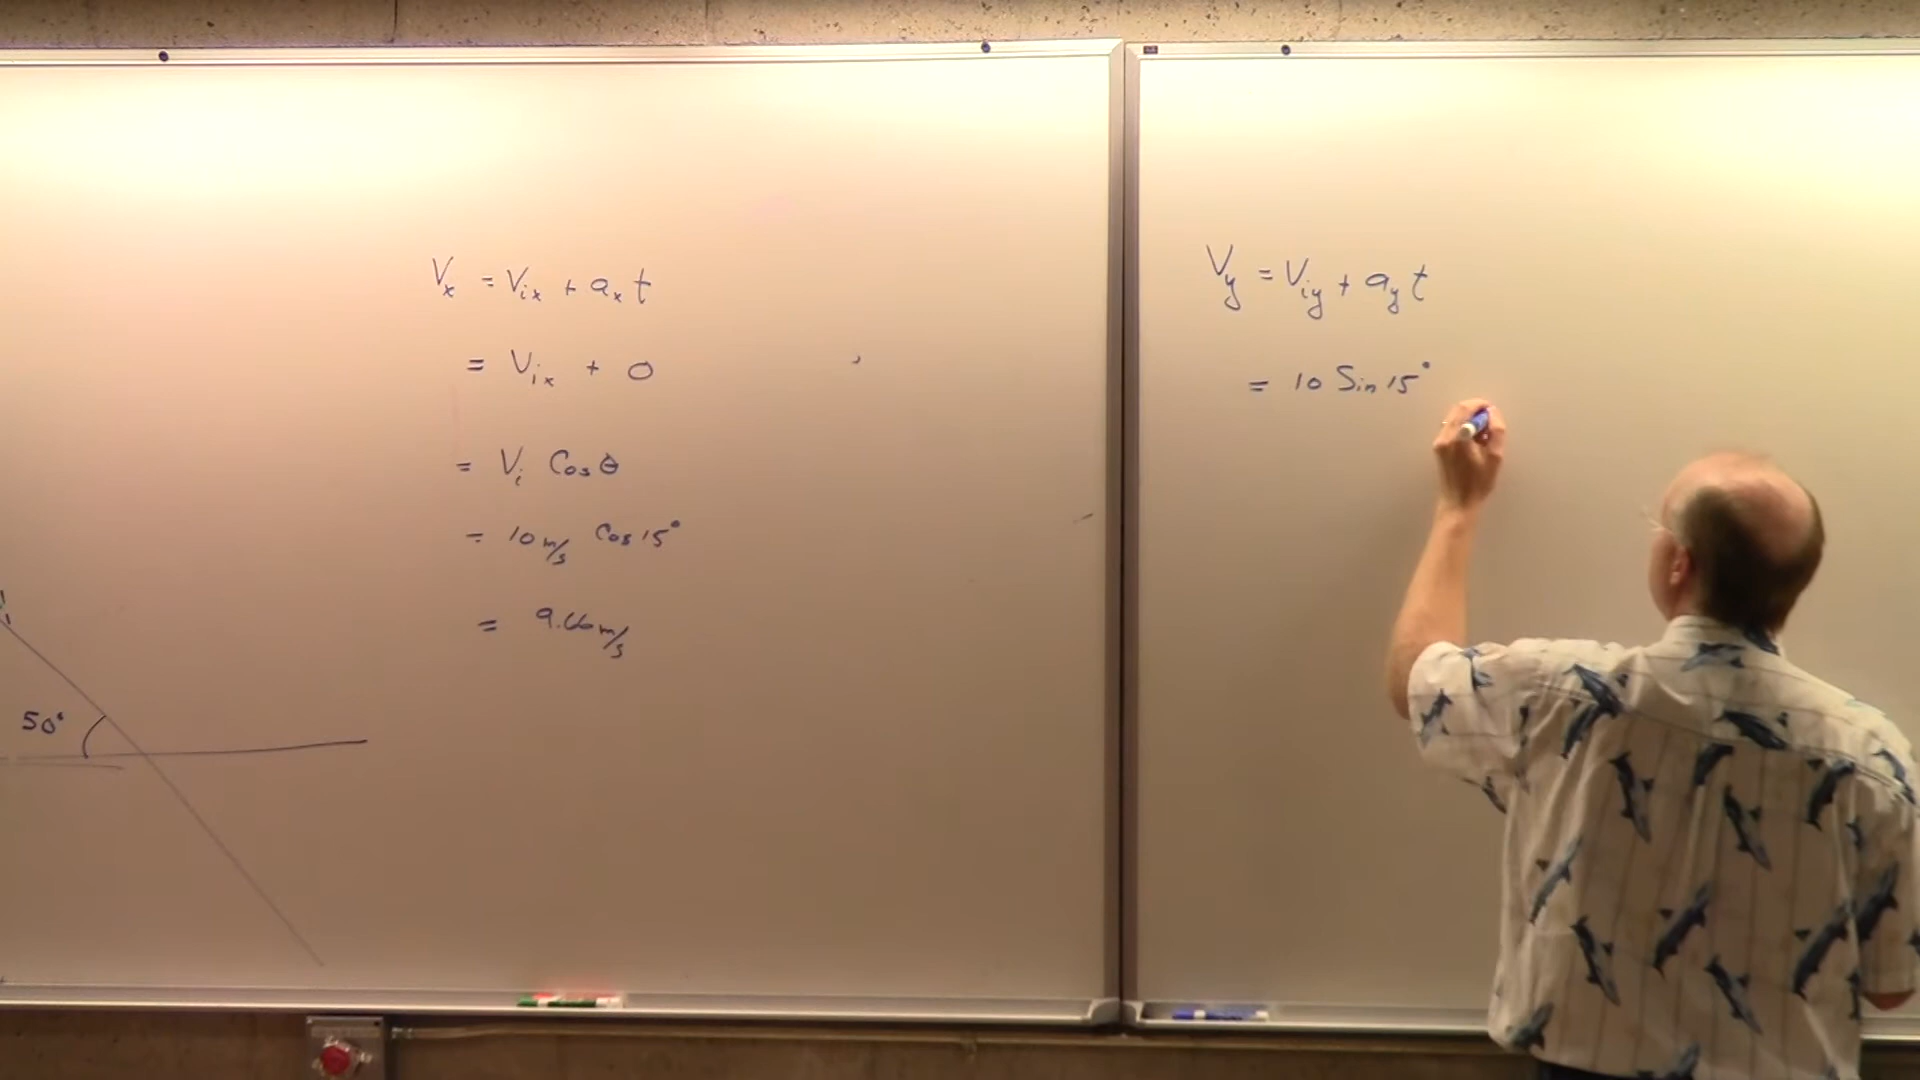 Vx = Vix + ax t
= Vix + 0
= Vi Cos θ
= 10 m/s Cos 15°
= 9.66 m/s
50°
Vy = Viy + ay t
= 10 Sin 15°